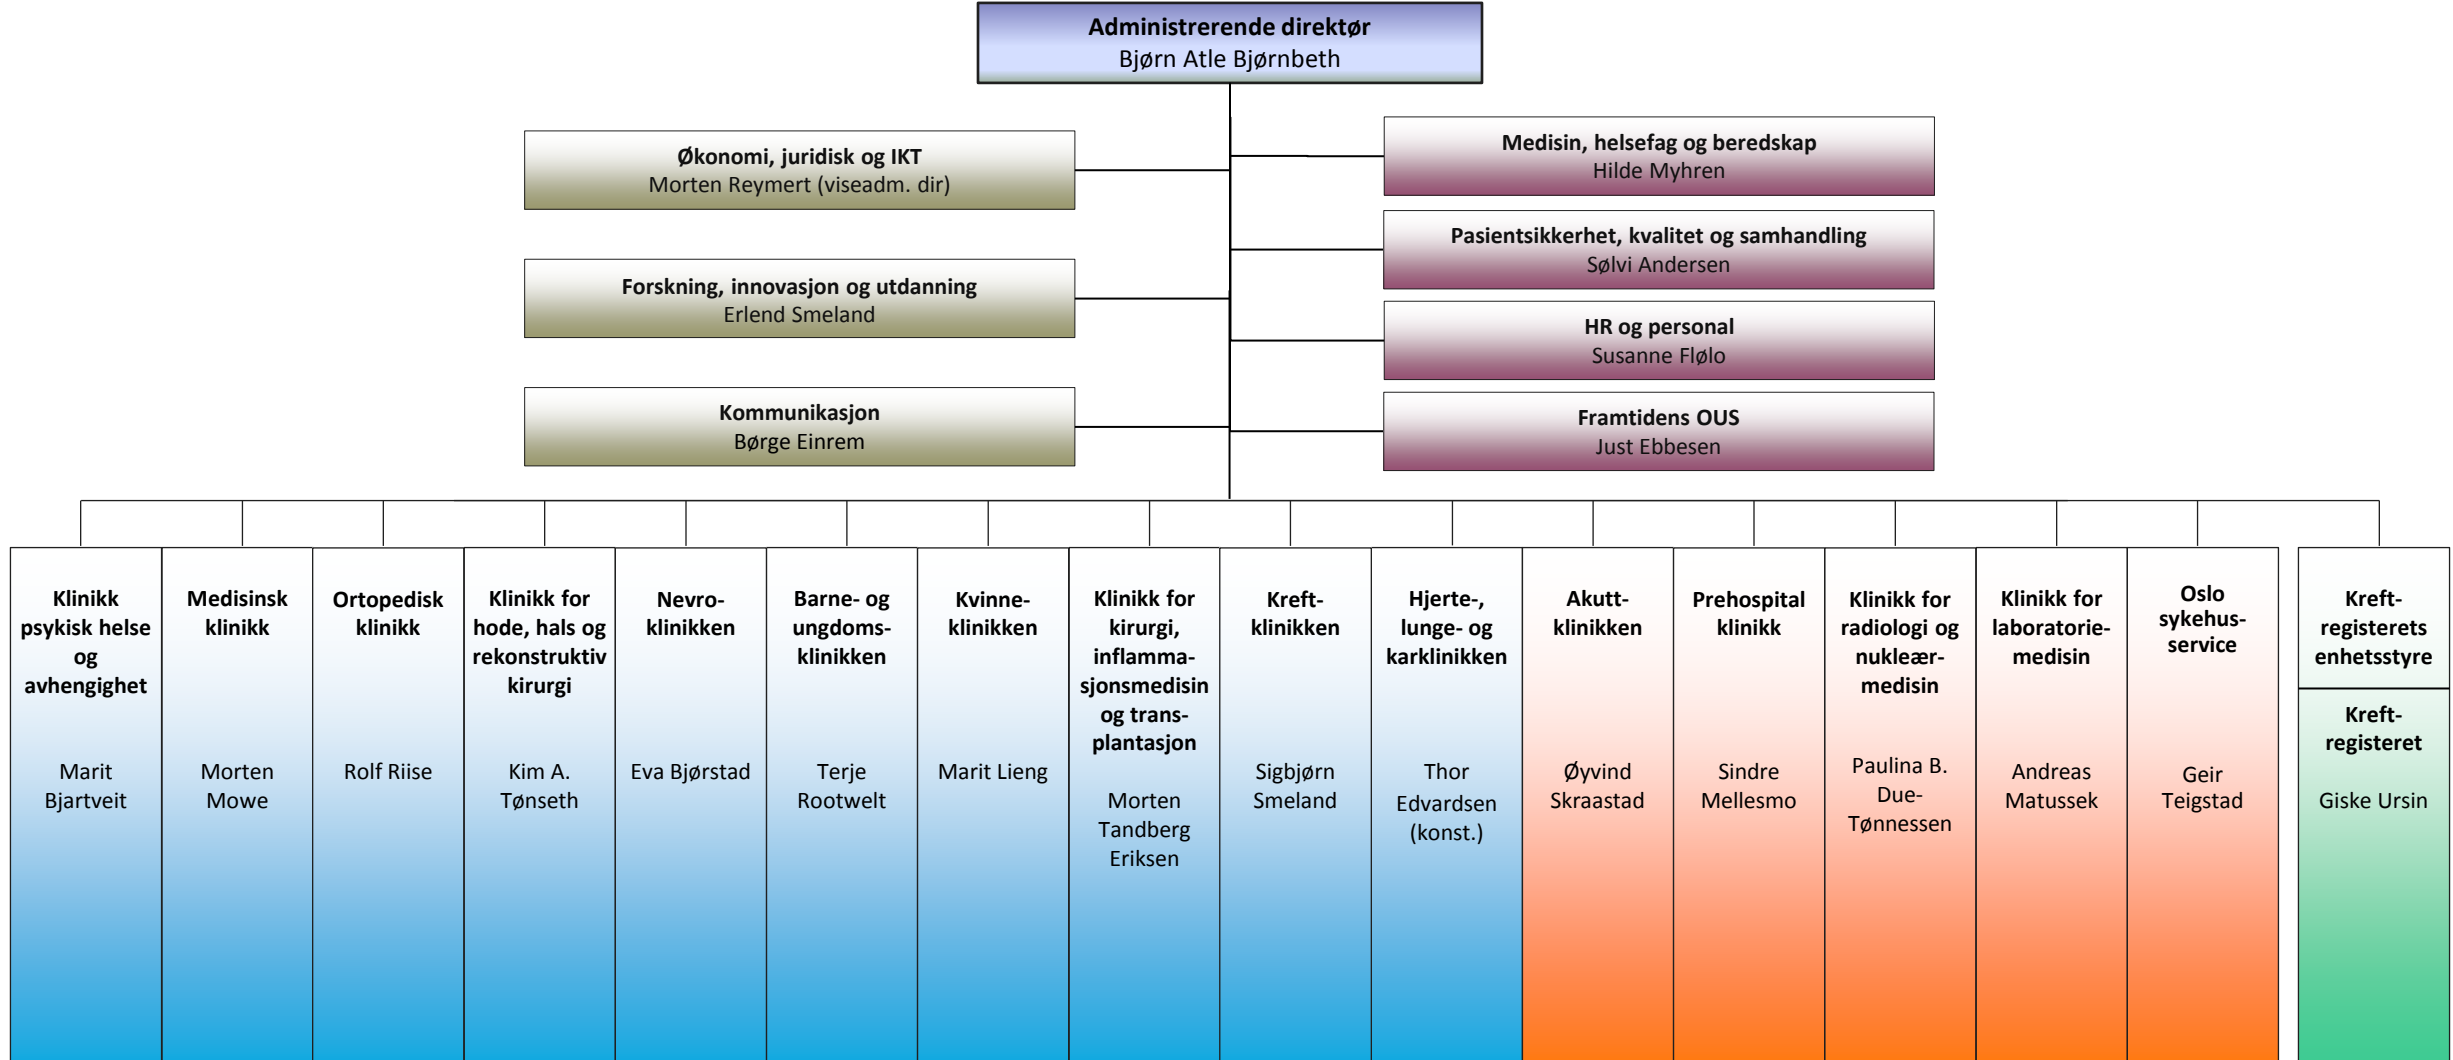 Administrerende direktør
Bjørn Atle Bjørnbeth
Økonomi, juridisk og IKT
Morten Reymert (viseadm. dir)
Forskning, innovasjon og utdanning
Erlend Smeland
Kommunikasjon
Børge Einrem
Medisin, helsefag og beredskap
Hilde Myhren
Pasientsikkerhet, kvalitet og samhandling
Sølvi Andersen
HR og personal
Susanne Flølo
Framtidens OUS
Just Ebbesen
Klinikk
psykisk helse
og
avhengighet
Marit
Bjartveit
Medisinsk
klinikk
Morten
Mowe
Ortopedisk
klinikk
Rolf Riise
Klinikk for
hode, hals og
rekonstruktiv
kirurgi
Kim A.
Tønseth
Nevro-
klinikken
Eva Bjørstad
Barne- og
ungdoms-
klinikken
Terje
Rootwelt
Kvinne-
klinikken
Marit Lieng
Klinikk for
kirurgi,
inflamma-
sjonsmedisin
og trans-
plantasjon
Morten
Tandberg
Eriksen
Kreft-
klinikken
Sigbjørn
Smeland
Hjerte-,
lunge- og
karklinikken
Thor
Edvardsen
(konst.)
Akutt-
klinikken
Øyvind
Skraastad
Prehospital
klinikk
Sindre
Mellesmo
Klinikk for
radiologi og
nukleær-
medisin
Paulina B.
Due-
Tønnessen
Klinikk for
laboratorie-
medisin
Andreas
Matussek
Oslo
sykehus-
service
Geir
Teigstad
Kreft-
registerets
enhetsstyre
Kreft-
registeret
Giske Ursin